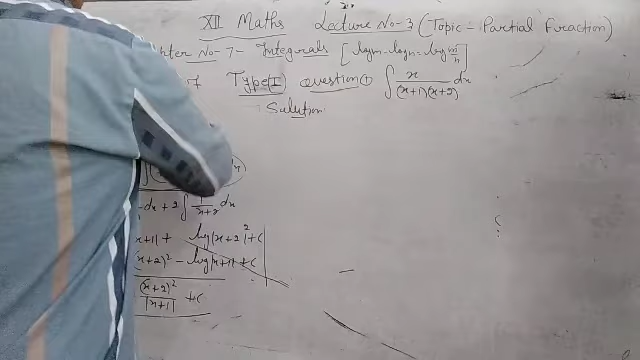 XII Maths Lecture No-3 (Topic - Partial Fraction)
Chapter No-7- Integrals [logm-logn=log m/n]
7 Type(I) question① ∫ x/(x+1)(x+2) dx
Solution
dx + 2∫ 1/(x+2) dx
x+1| + log|x+2|²+c
(x+2)² - log|x+1|+c
(x+2)²/|x+1| +c